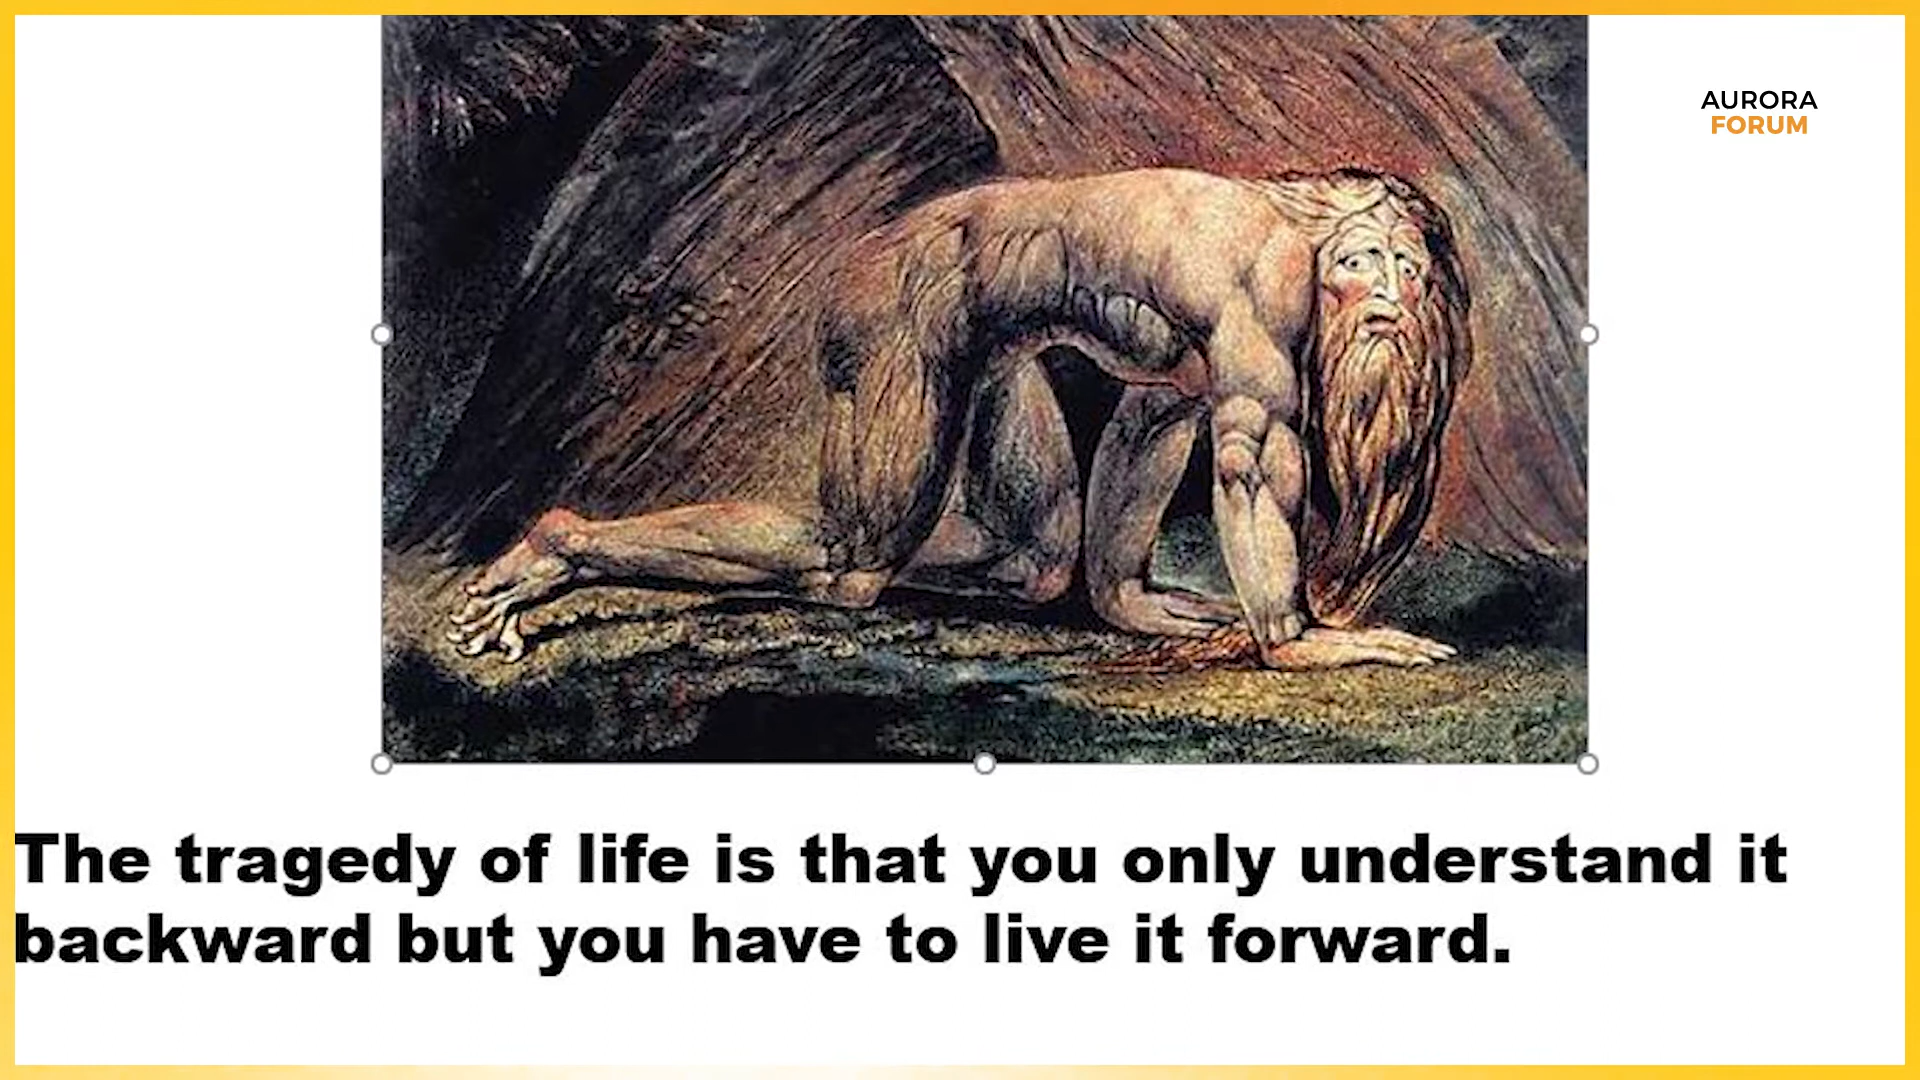 AURORA
FORUM
The tragedy of life is that you only understand it
backward but you have to live it forward.